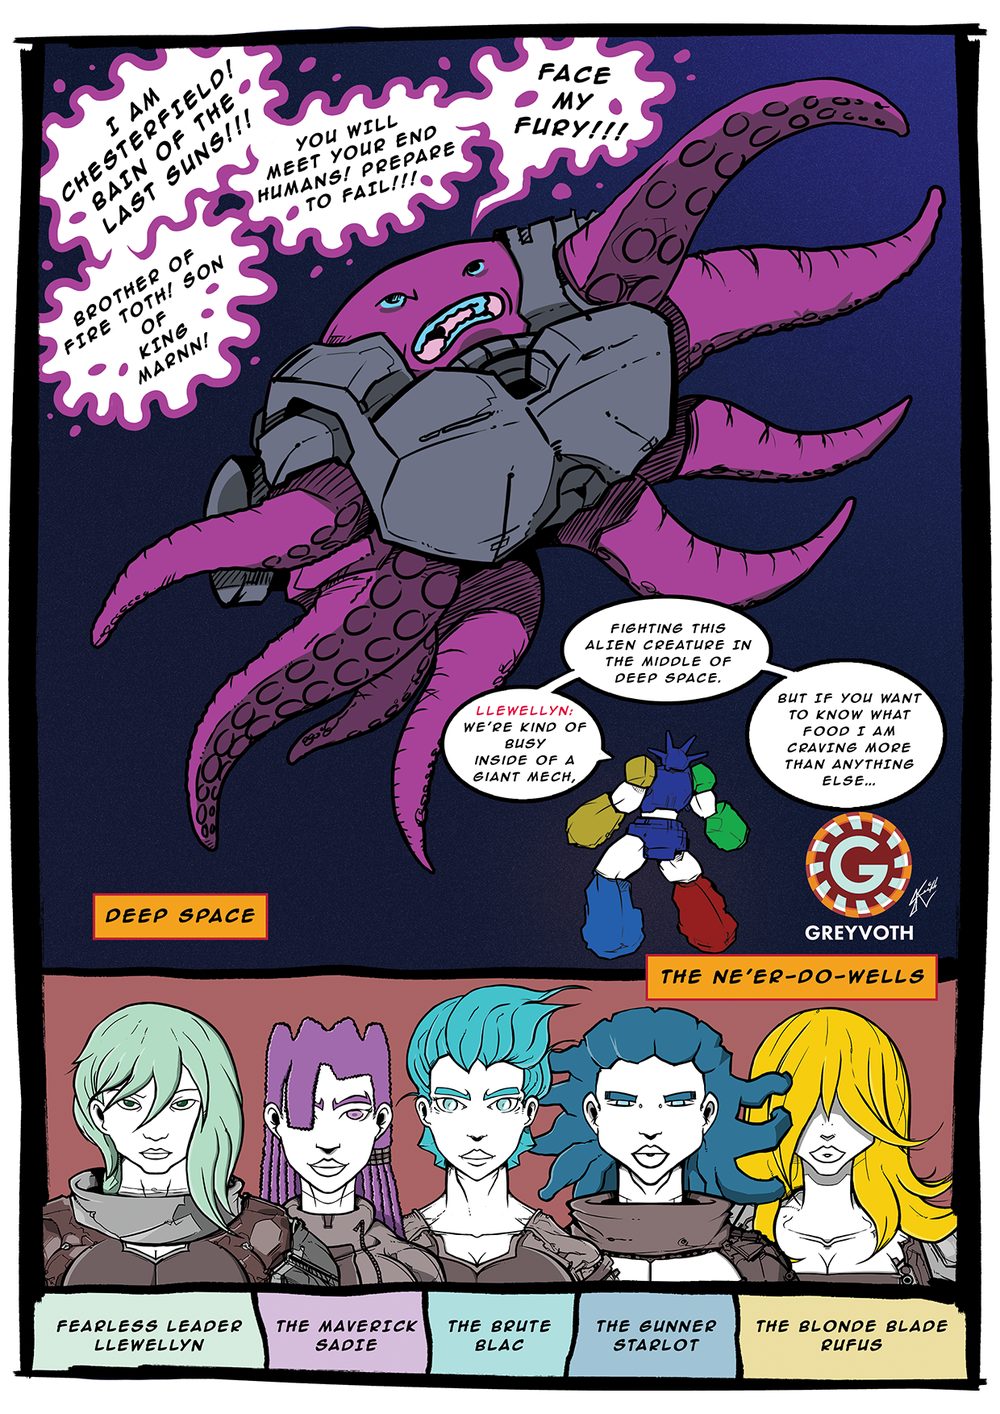 I AM
CHESTERFIELD!
BAIN OF THE
LAST SUNS!!!
BROTHER OF
FIRE TOTH! SON
OF
KING
MARNN!
YOU WILL
MEET YOUR END
HUMANS! PREPARE
TO FAIL!!!
FACE
MY
FURY!!!
LLEWELLYN:
WE'RE KIND OF
BUSY
INSIDE OF A
GIANT MECH,
FIGHTING THIS
ALIEN CREATURE IN
THE MIDDLE OF
DEEP SPACE.
BUT IF YOU WANT
TO KNOW WHAT
FOOD I AM
CRAVING MORE
THAN ANYTHING
ELSE...
G
GREYVOTH
DEEP SPACE
THE NE'ER-DO-WELLS
FEARLESS LEADER
LLEWELLYN
THE MAVERICK
SADIE
THE BRUTE
BLAC
THE GUNNER
STARLOT
THE BLONDE BLADE
RUFUS